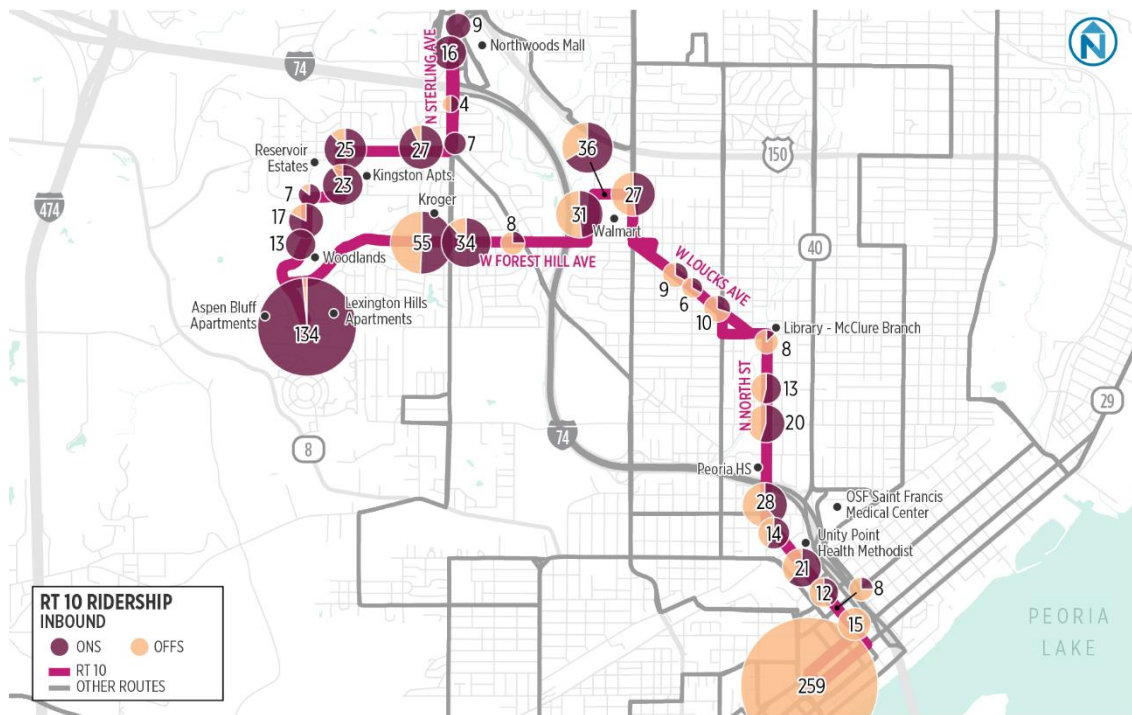 9
N STERLING AVE
16
Northwoods Mall
N
74
4
7
36
150
Reservoir
Estates
25
27
Kingston Apts.
23
7
474
Kroger
27
17
31
Walmart
13
55
34
8
40
Woodlands
W FOREST HILL AVE
W LOUCKS AVE
9
6
Aspen Bluff
Apartments
Lexington Hills
Apartments
134
10
Library - McClure Branch
8
N NORTH ST
13
29
20
8
74
Peoria HS
28
OSF Saint Francis
Medical Center
14
Unity Point
Health Methodist
21
12
8
15
PEORIA
LAKE
259
RT 10 RIDERSHIP
INBOUND
ONS
OFFS
RT 10
OTHER ROUTES